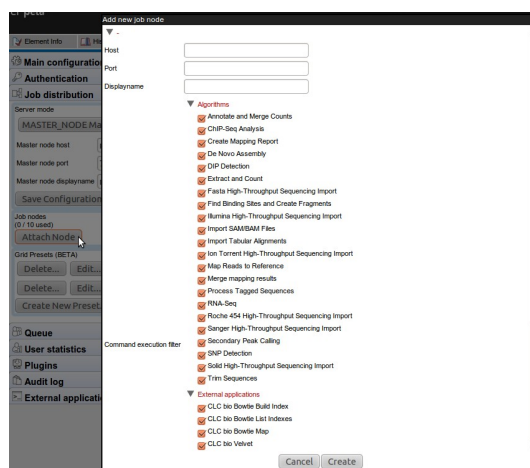 Add new job node
Element Info
-
Host
Port
Displayname
Main configuration
Authentication
Job distribution
Server mode
MASTER_NODE
Master node host
Master node port
Master node displayname
Save Configuration
Job nodes
(0 / 10 used)
Attach Node
Grid Presets (BETA)
Delete... Edit...
Delete... Edit...
Create New Preset
Queue
User statistics
Plugins
Audit log
External applicati
Algorithms
Annotate and Merge Counts
ChIP-Seq Analysis
Create Mapping Report
De Novo Assembly
DIP Detection
Extract and Count
Fasta High-Throughput Sequencing Import
Find Binding Sites and Create Fragments
Illumina High-Throughput Sequencing Import
Import SAM/BAM Files
Import Tabular Alignments
Ion Torrent High-Throughput Sequencing Import
Map Reads to Reference
Merge mapping results
Process Tagged Sequences
RNA-Seq
Roche 454 High-Throughput Sequencing Import
Sanger High-Throughput Sequencing Import
Command execution filter
Secondary Peak Calling
SNP Detection
Solid High-Throughput Sequencing Import
Trim Sequences
External applications
CLC bio Bowtie Build Index
CLC bio Bowtie List Indexes
CLC bio Bowtie Map
CLC bio Velvet
Cancel Create